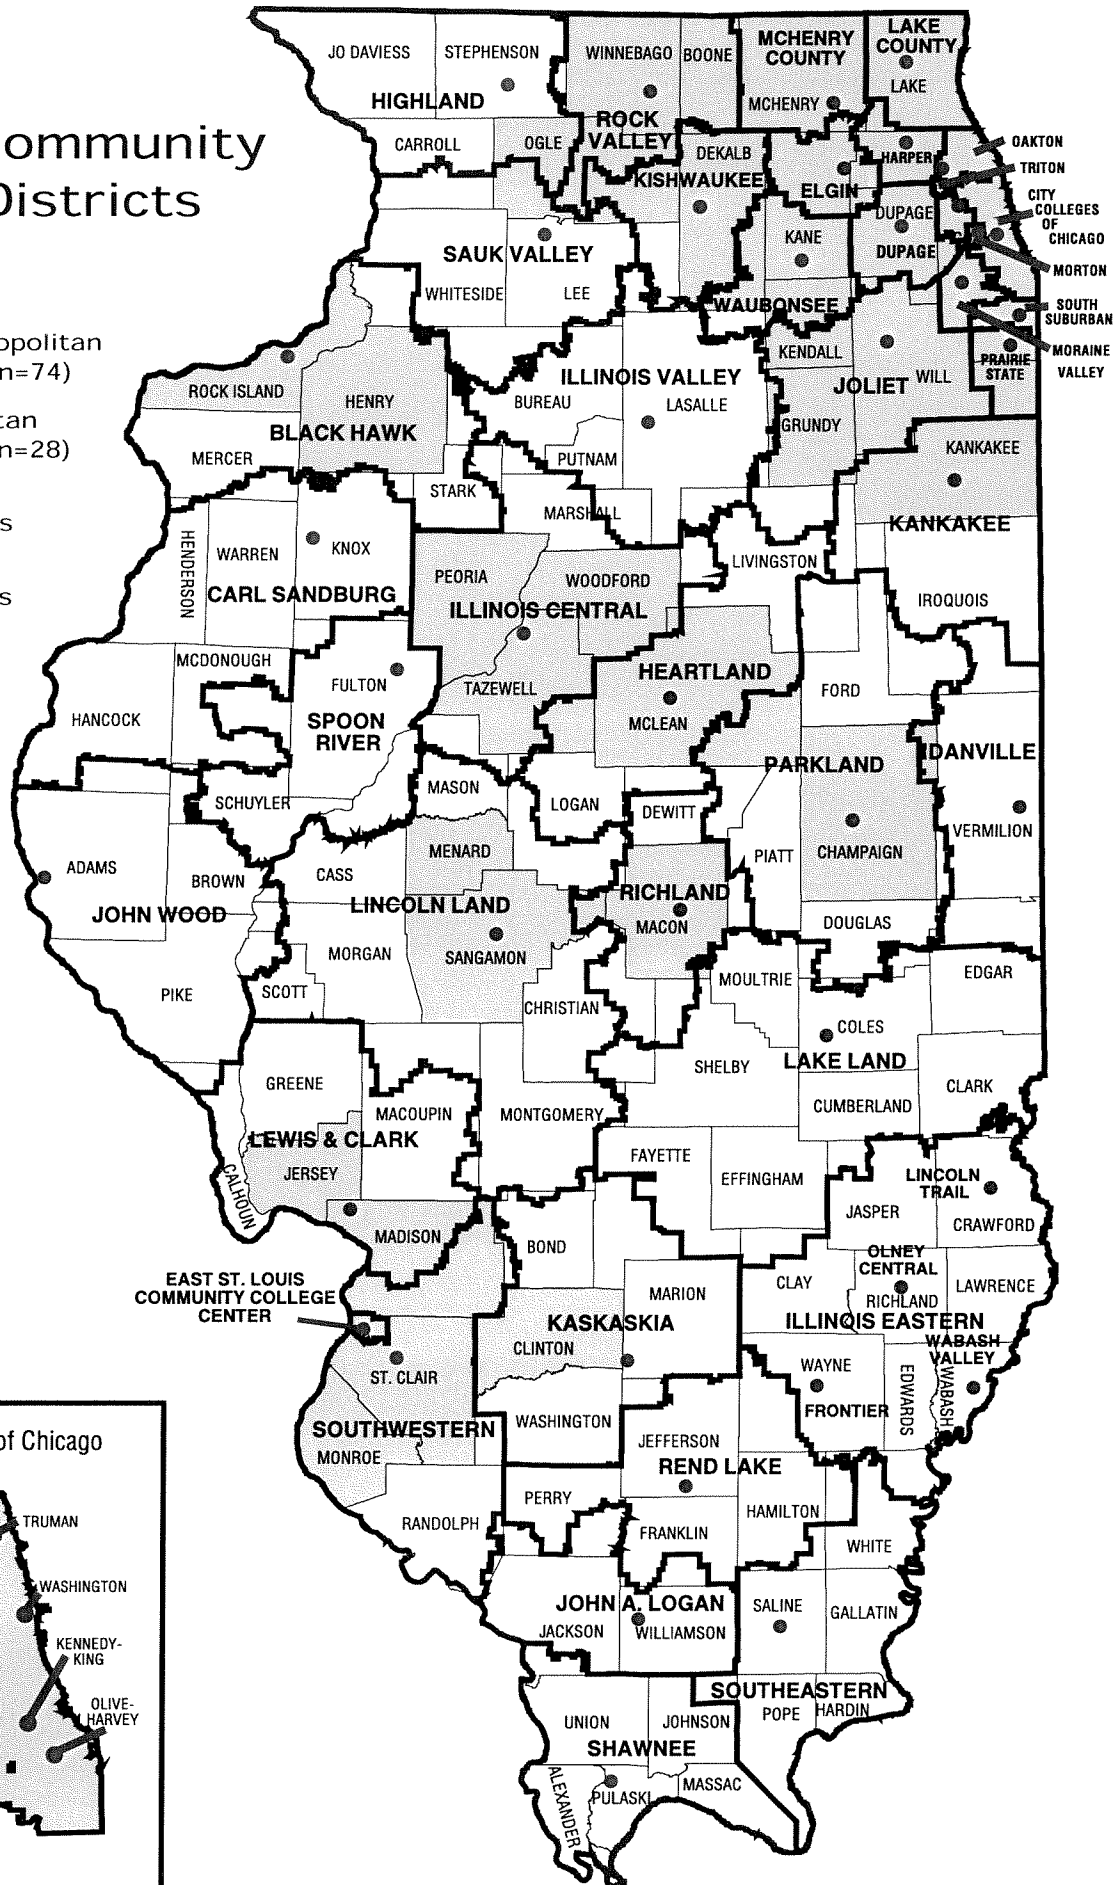 ommunity
Districts
opolitan
n=74)
tan
n=28)
s
s
JO DAVIESS
STEPHENSON
WINNEBAGO
BOONE
MCHENRY
COUNTY
LAKE
COUNTY
LAKE
MCHENRY
HIGHLAND
ROCK
VALLEY
CARROLL
OGLE
DEKALB
HARPER
OAKTON
TRITON
KISHWAUKEE
ELGIN
CITY
COLLEGES
OF
CHICAGO
DUPAGE
KANE
DUPAGE
SAUK VALLEY
MORTON
WHITESIDE
LEE
WAUBONSEE
SOUTH
SUBURBAN
MORAINE
VALLEY
KENDALL
PRAIRIE
STATE
ILLINOIS VALLEY
JOLIET
WILL
ROCK ISLAND
HENRY
BUREAU
LASALLE
GRUNDY
BLACK HAWK
KANKAKEE
MERCER
PUTNAM
STARK
MARSHALL
KANKAKEE
HENDERSON
WARREN
KNOX
LIVINGSTON
PEORIA
WOODFORD
CARL SANDBURG
ILLINOIS CENTRAL
IROQUOIS
MCDONOUGH
FULTON
HEARTLAND
TAZEWELL
FORD
HANCOCK
SPOON
RIVER
MCLEAN
DANVILLE
PARKLAND
MASON
SCHUYLER
LOGAN
DEWITT
VERMILION
ADAMS
MENARD
PIATT
CHAMPAIGN
CASS
BROWN
RICHLAND
JOHN WOOD
LINCOLN LAND
MACON
DOUGLAS
MORGAN
SANGAMON
EDGAR
PIKE
SCOTT
MOULTRIE
CHRISTIAN
COLES
LAKE LAND
SHELBY
GREENE
CLARK
MACOUPIN
MONTGOMERY
CUMBERLAND
LEWIS & CLARK
FAYETTE
JERSEY
EFFINGHAM
LINCOLN
TRAIL
CALHOUN
JASPER
CRAWFORD
MADISON
BOND
OLNEY
CENTRAL
EAST ST. LOUIS
COMMUNITY COLLEGE
CENTER
CLAY
LAWRENCE
MARION
RICHLAND
KASKASKIA
ILLINOIS EASTERN
CLINTON
WABASH
VALLEY
ST. CLAIR
WAYNE
EDWARDS
WABASH
FRONTIER
SOUTHWESTERN
WASHINGTON
MONROE
JEFFERSON
REND LAKE
PERRY
RANDOLPH
HAMILTON
FRANKLIN
WHITE
JOHN A. LOGAN
SALINE
GALLATIN
JACKSON
WILLIAMSON
SOUTHEASTERN
POPE
HARDIN
UNION
JOHNSON
SHAWNEE
ALEXANDER
PULASKI
MASSAC
of Chicago
TRUMAN
WASHINGTON
KENNEDY-
KING
OLIVE-
HARVEY